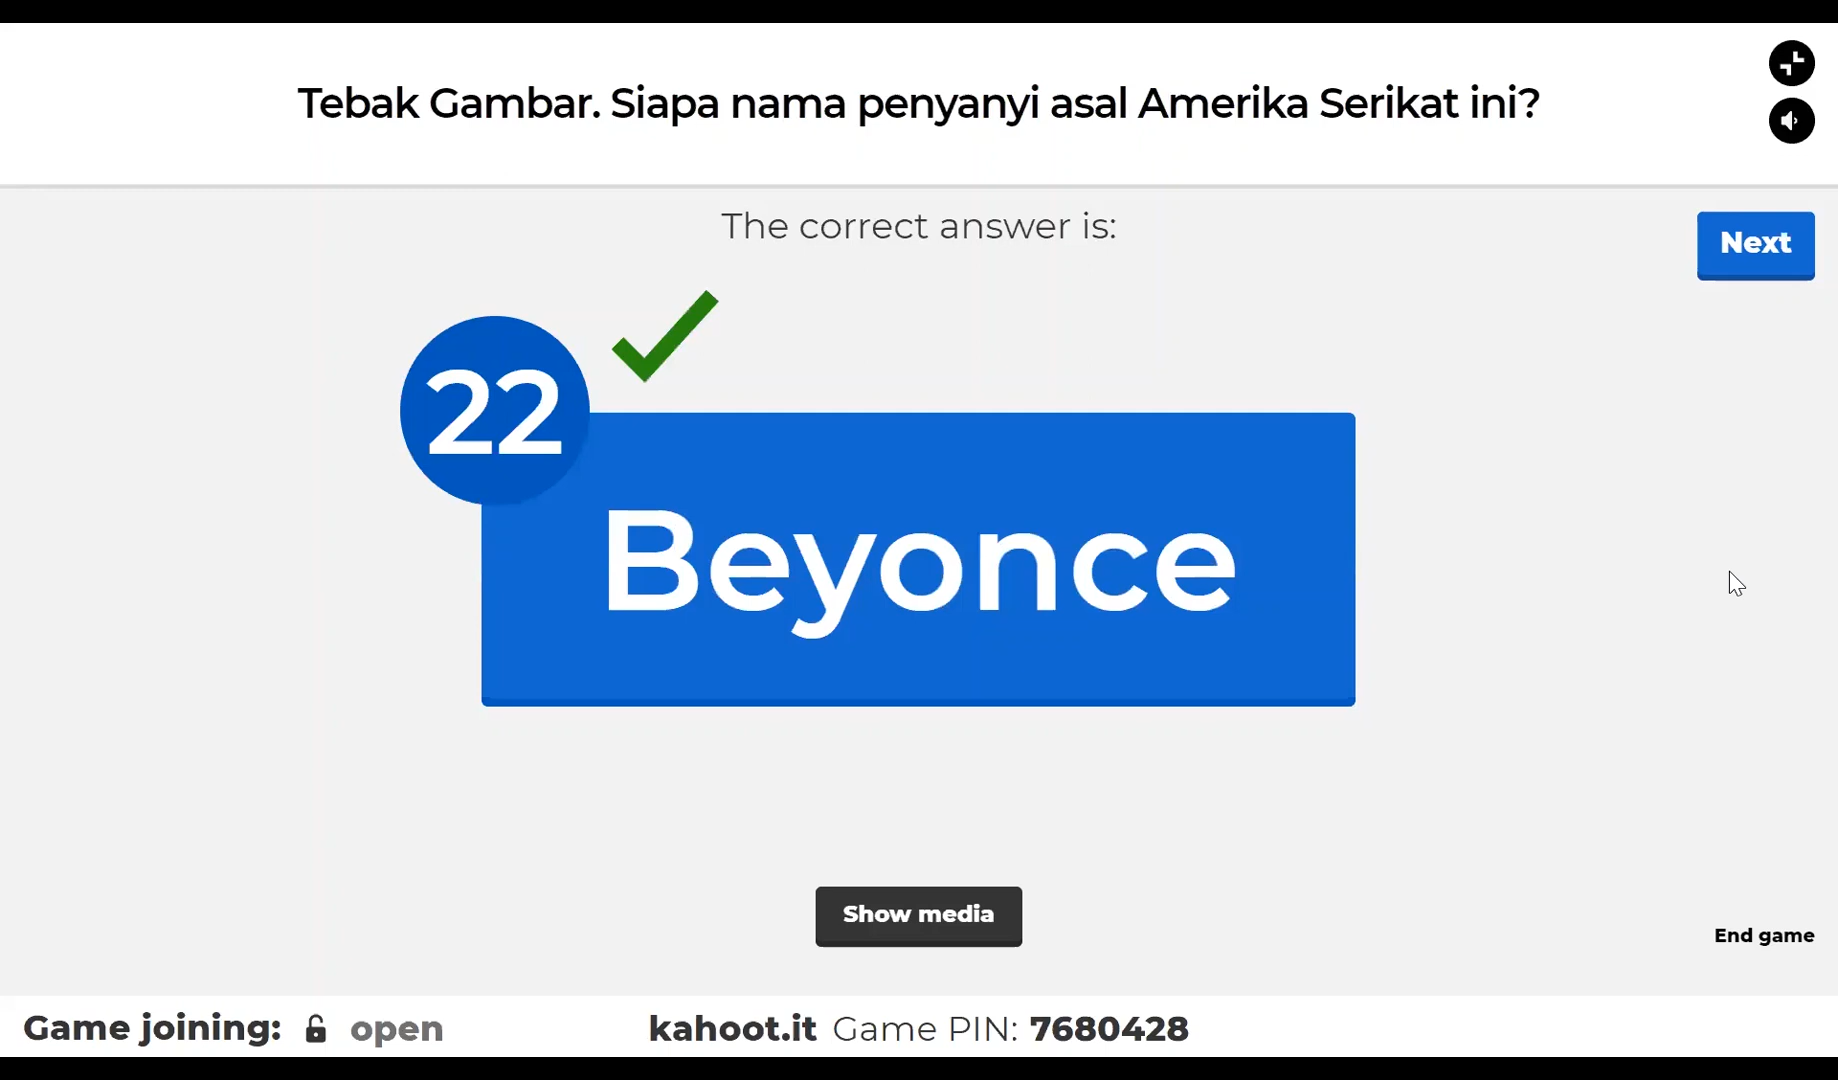 Tebak Gambar. Siapa nama penyanyi asal Amerika Serikat ini?
The correct answer is:
Next
22
Beyonce
Show media
End game
Game joining: open
kahoot.it Game PIN: 7680428